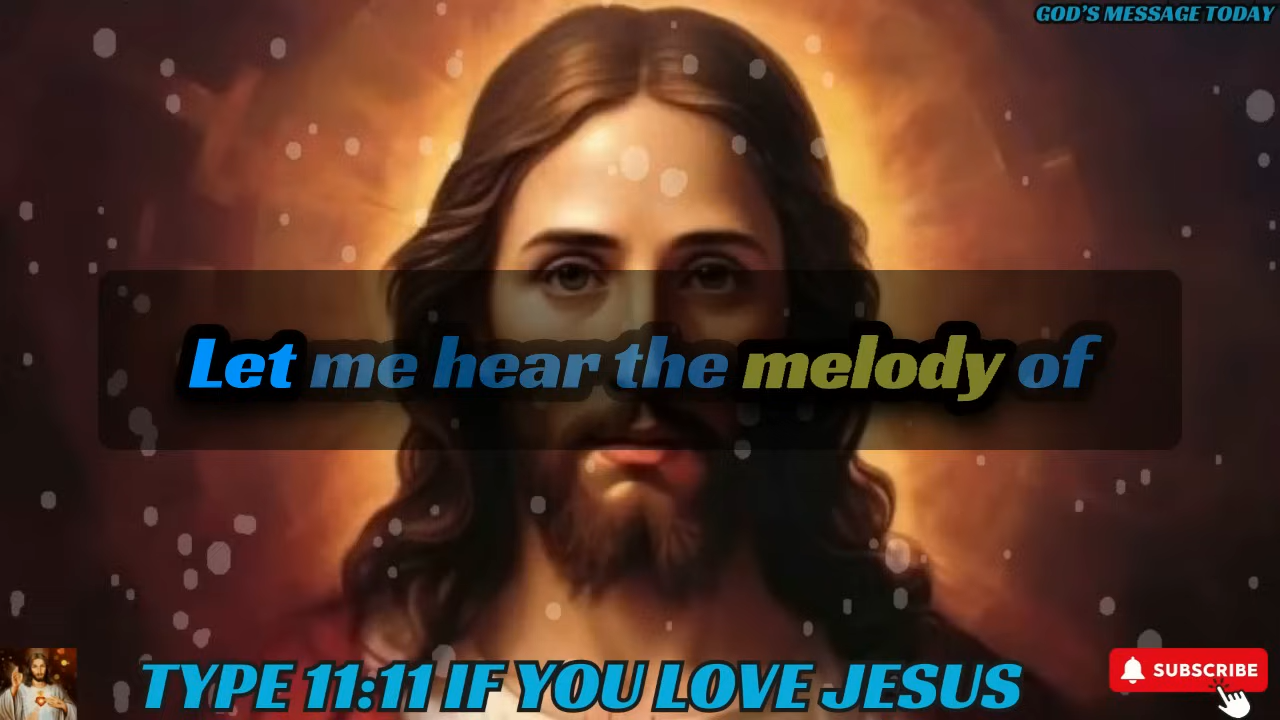 GOD'S MESSAGE TODAY
Let me hear the melody of
TYPE 11:11 IF YOU LOVE JESUS
SUBSCRIBE